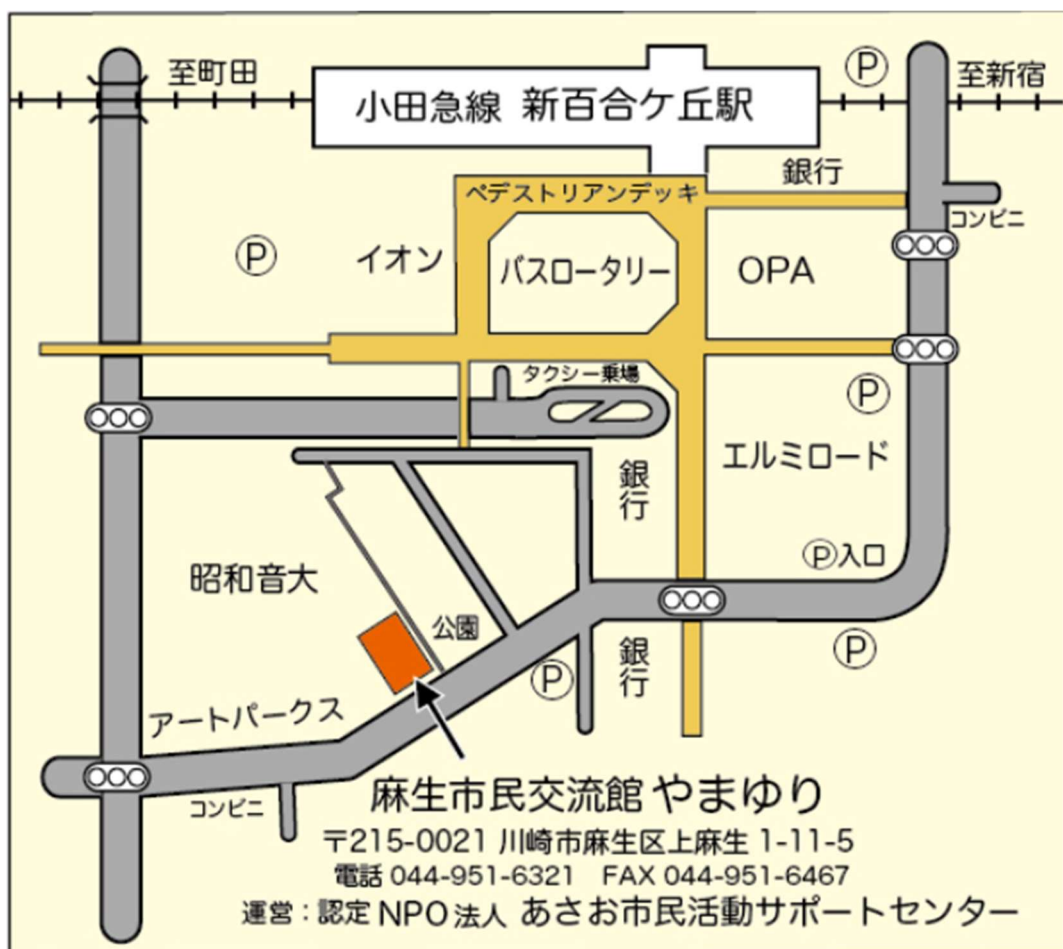 至町田
Ⓟ
至新宿
小田急線 新百合ケ丘駅
銀行
ペデストリアンデッキ
コンビニ
Ⓟ
イオン
バスロータリー
OPA
タクシー乗場
Ⓟ
エルミロード
銀行
Ⓟ入口
昭和音大
公園
銀行
Ⓟ
Ⓟ
アートパークス
コンビニ
麻生市民交流館 やまゆり
〒215-0021 川崎市麻生区上麻生 1-11-5
電話 044-951-6321 FAX 044-951-6467
運営：認定 NPO 法人 あさお市民活動サポートセンター